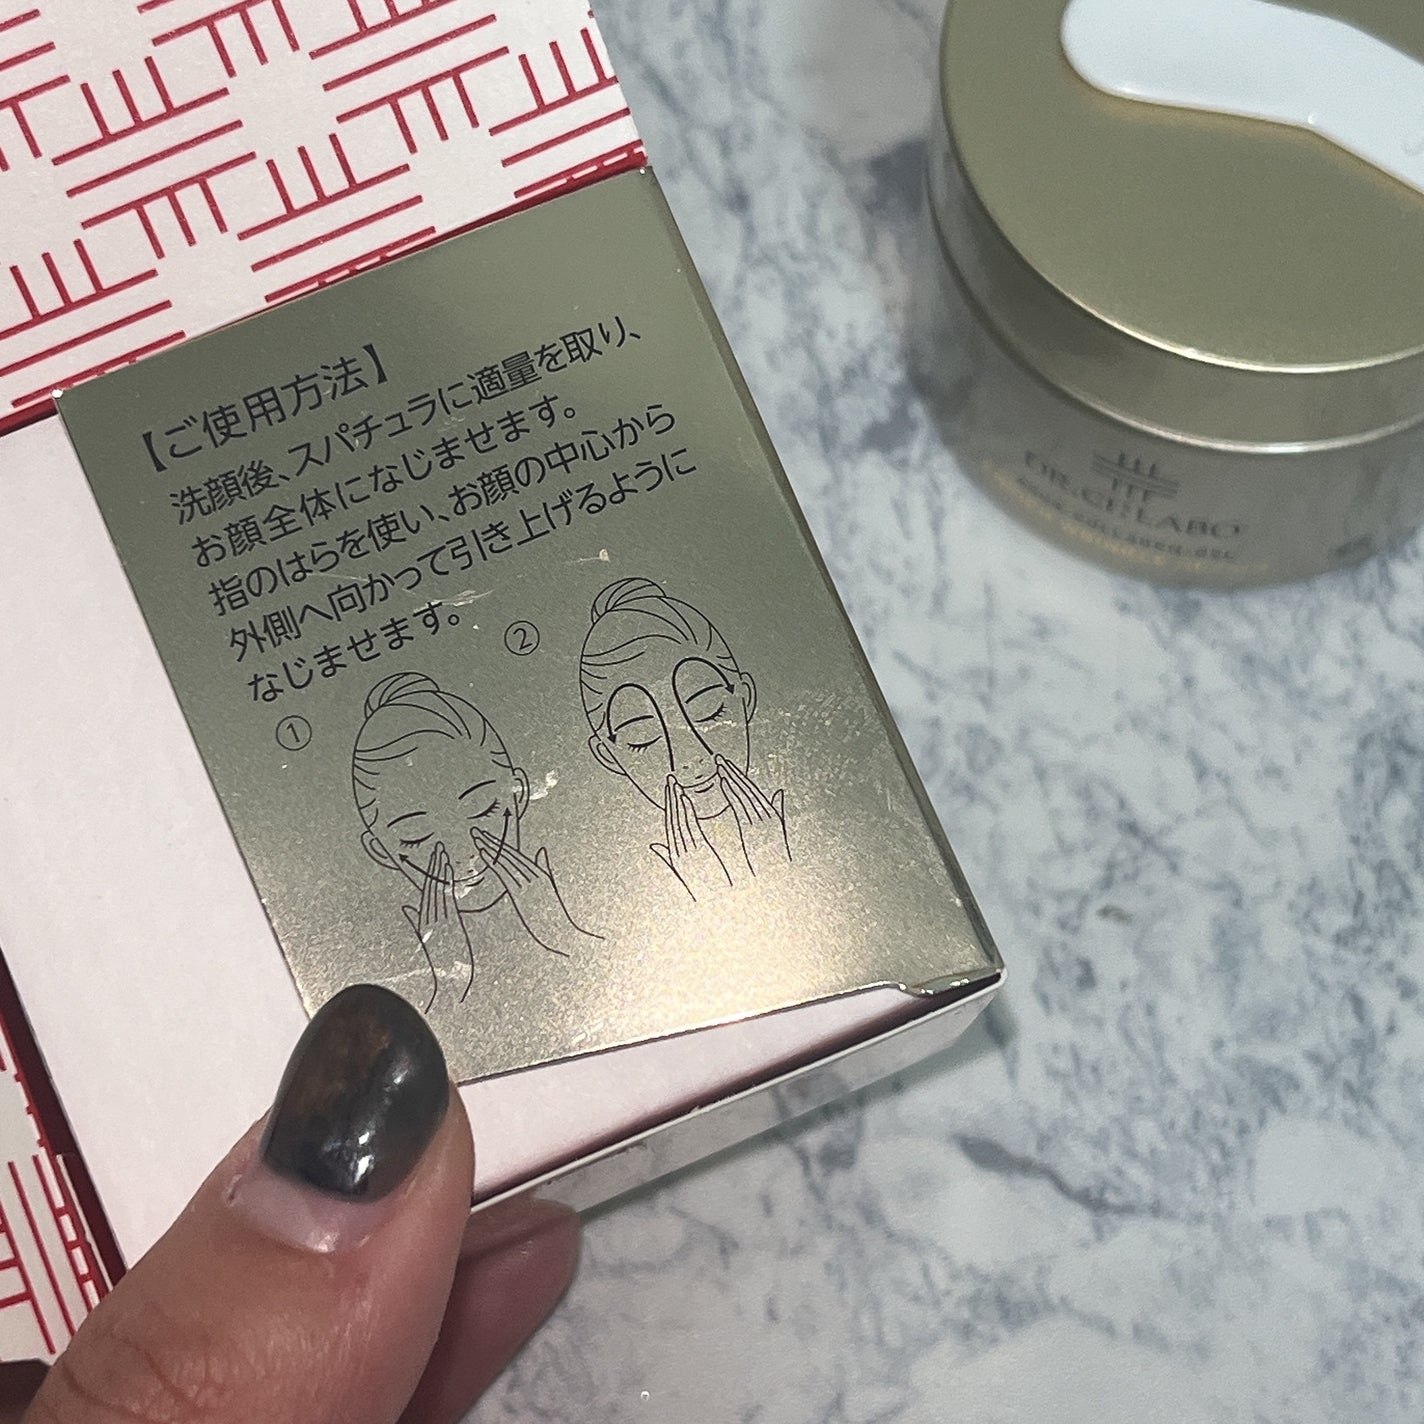 【ご使用方法】
洗顔後、スパチュラに適量を取り、
お顔全体になじませます。
指のはらを使い、お顔の中心から
外側へ向かって引き上げるように
なじませます。
①
②
DR.CI:LABO
COLLAGEN GEL